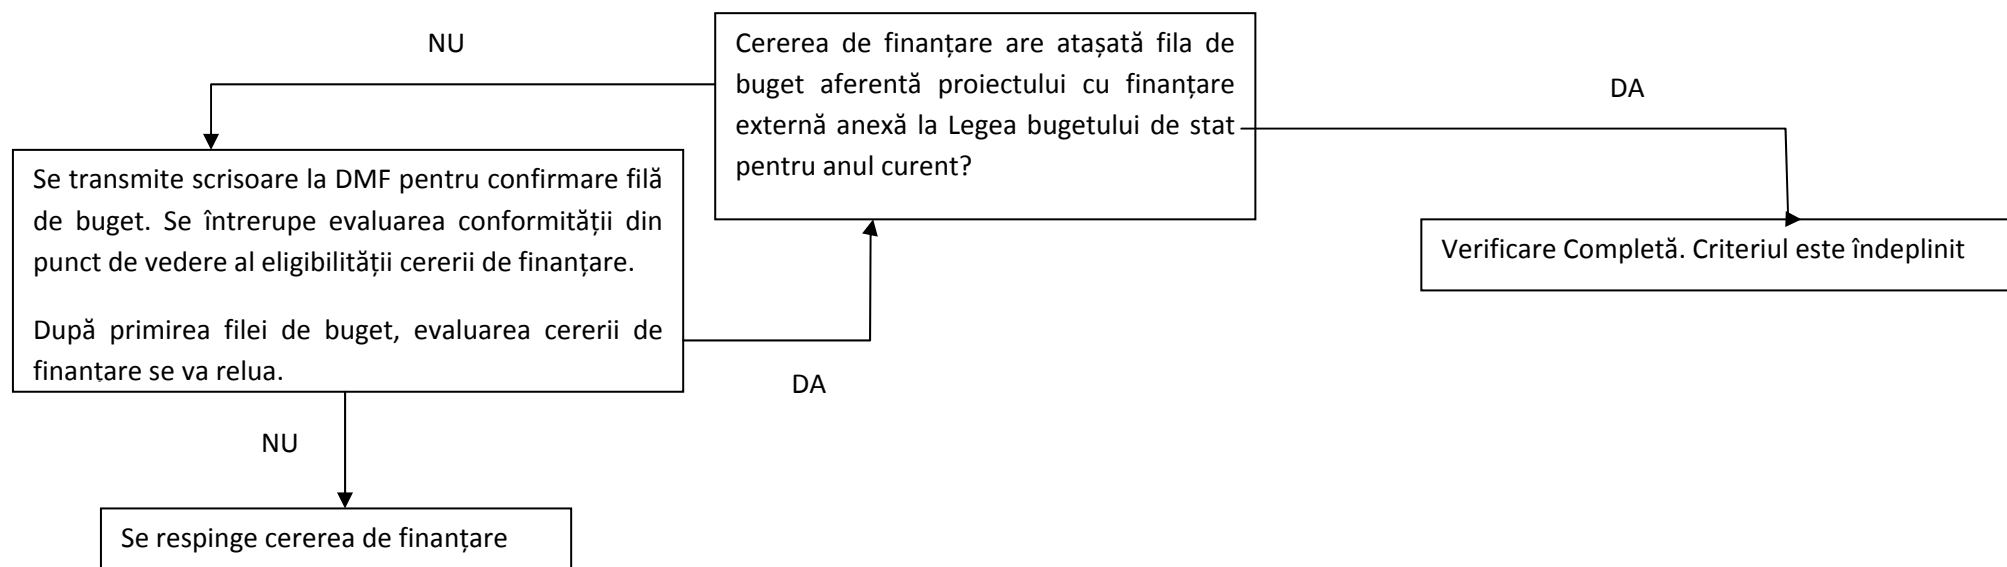 NU
Cererea de finanțare are atașată fila de
buget aferentă proiectului cu finanțare
externă anexă la Legea bugetului de stat
pentru anul curent?
DA
Se transmite scrisoare la DMF pentru confirmare filă
de buget. Se întrerupe evaluarea conformității din
punct de vedere al eligibilității cererii de finanțare.
După primirea filei de buget, evaluarea cererii de
finanțare se va relua.
Verificare Completă. Criteriul este îndeplinit
DA
NU
Se respinge cererea de finanțare